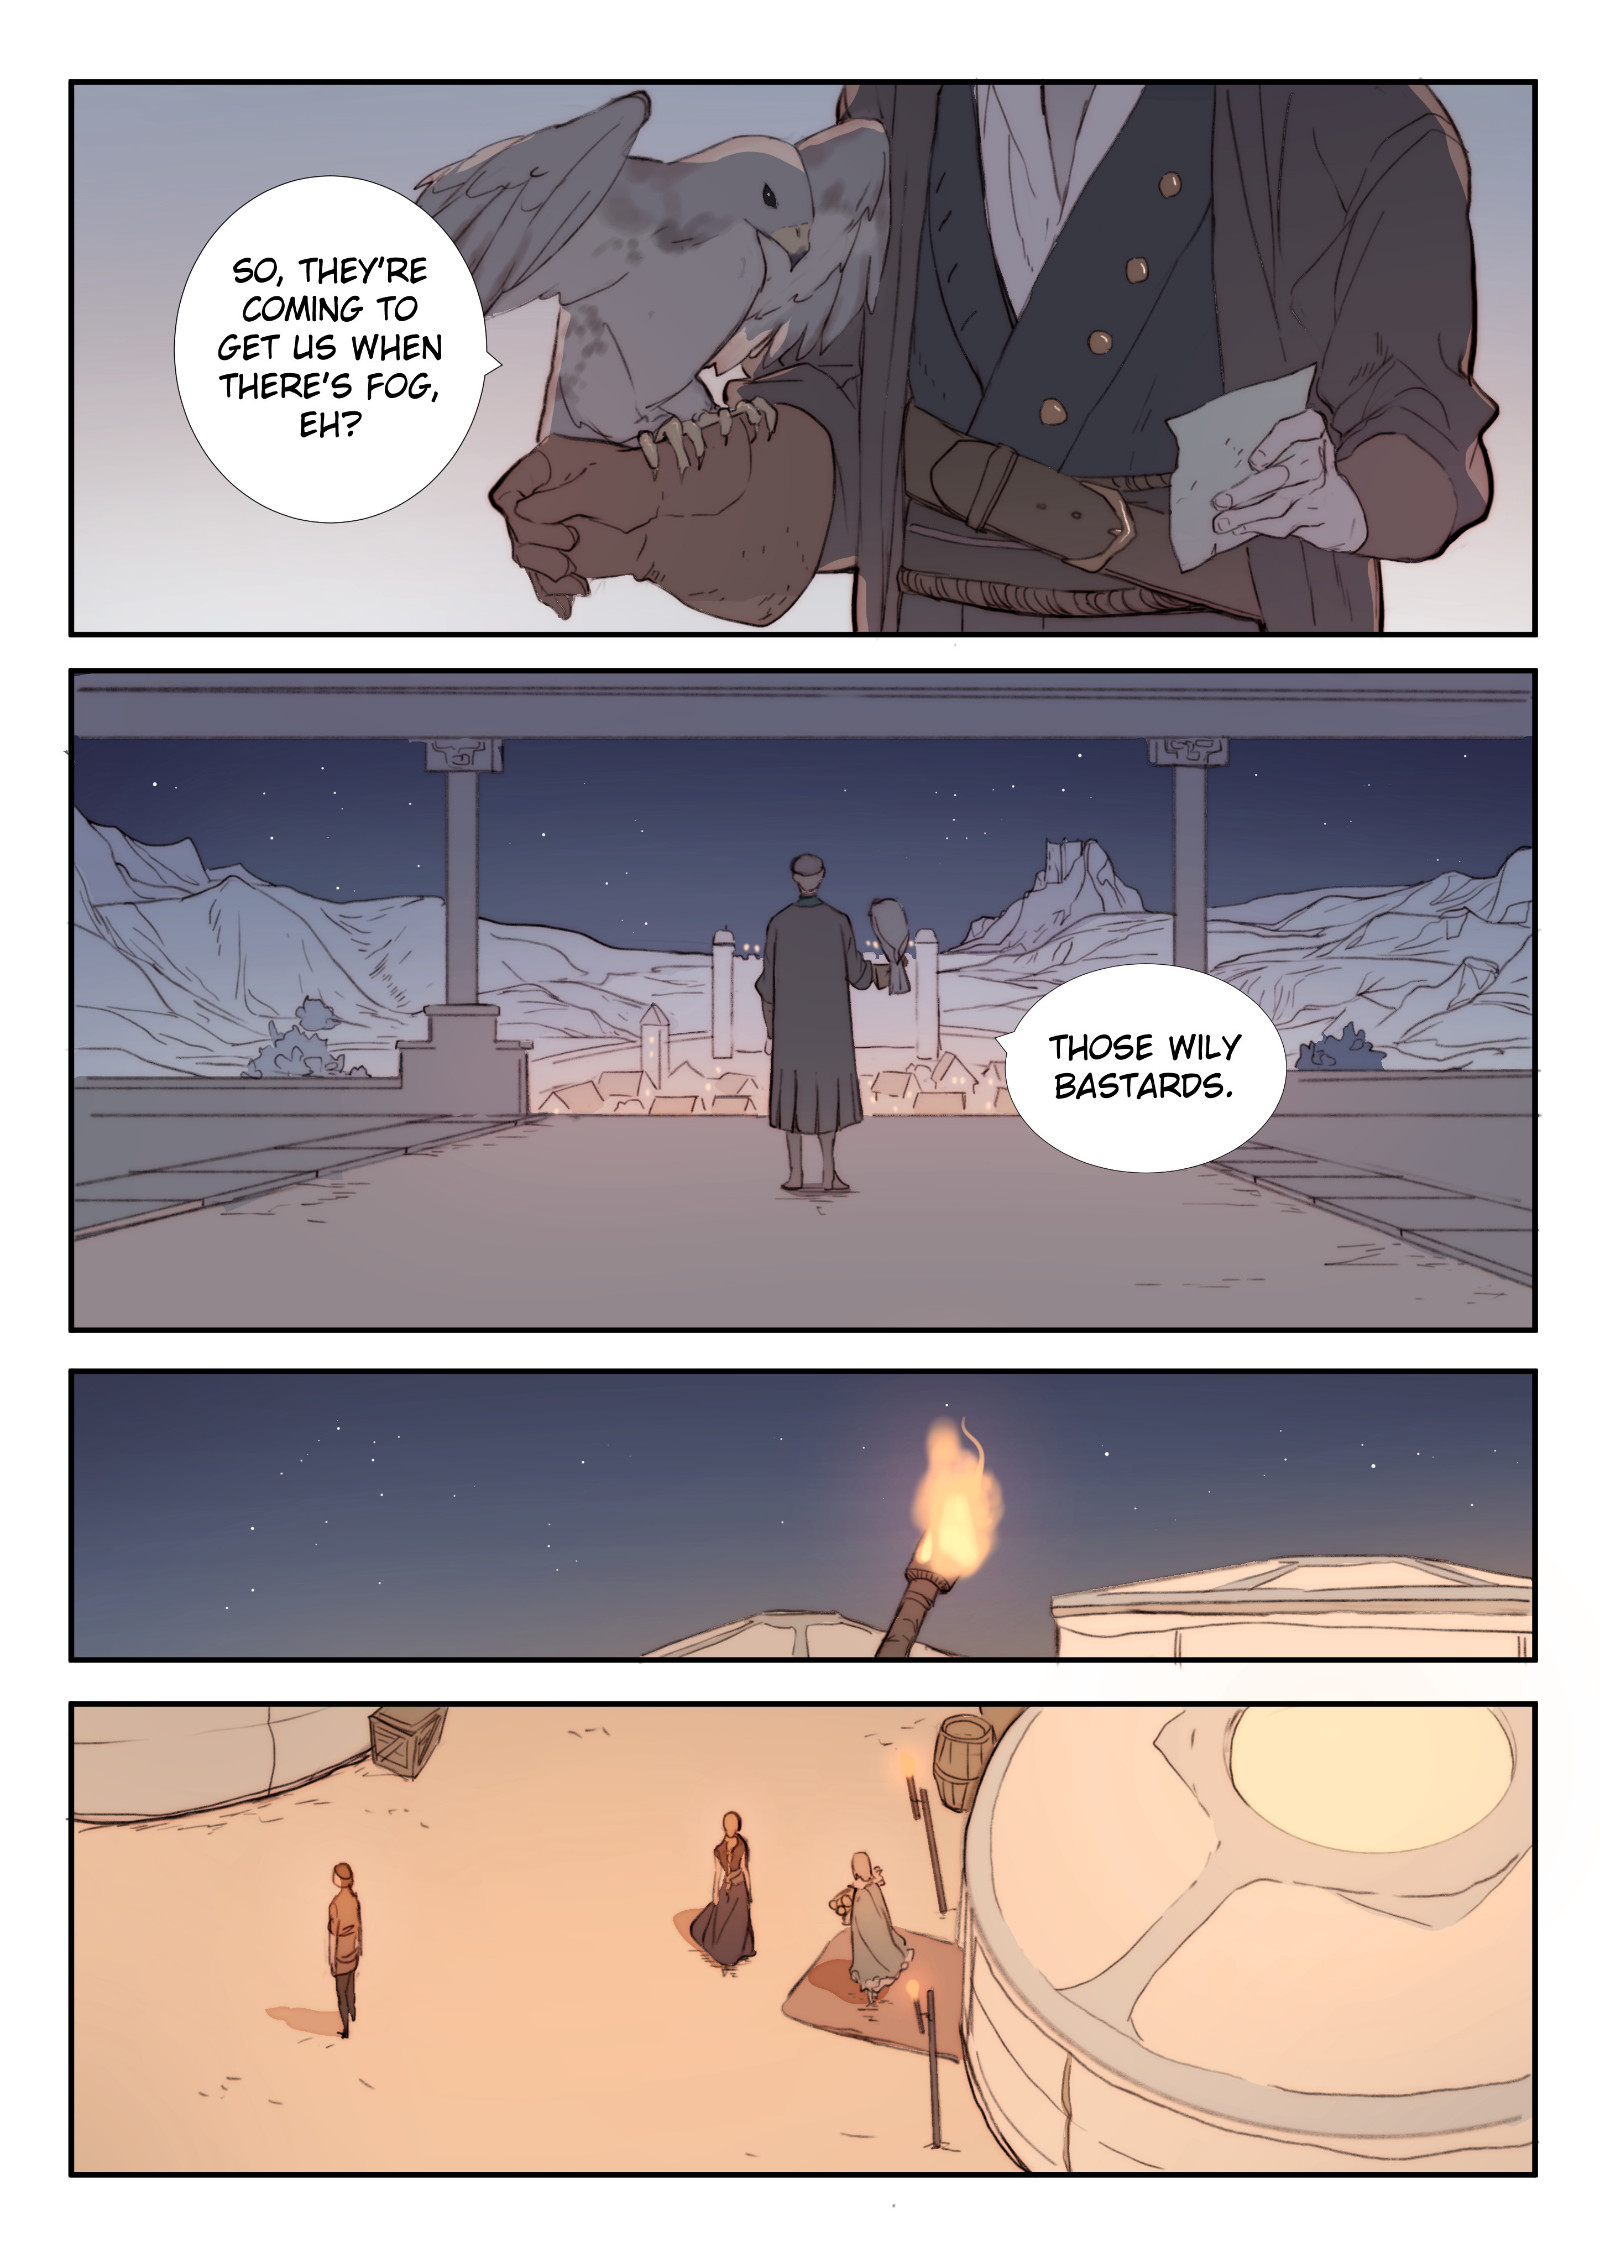 SO, THEY'RE
COMING TO
GET US WHEN
THERE'S FOG,
EH?
THOSE WILY
BASTARDS.